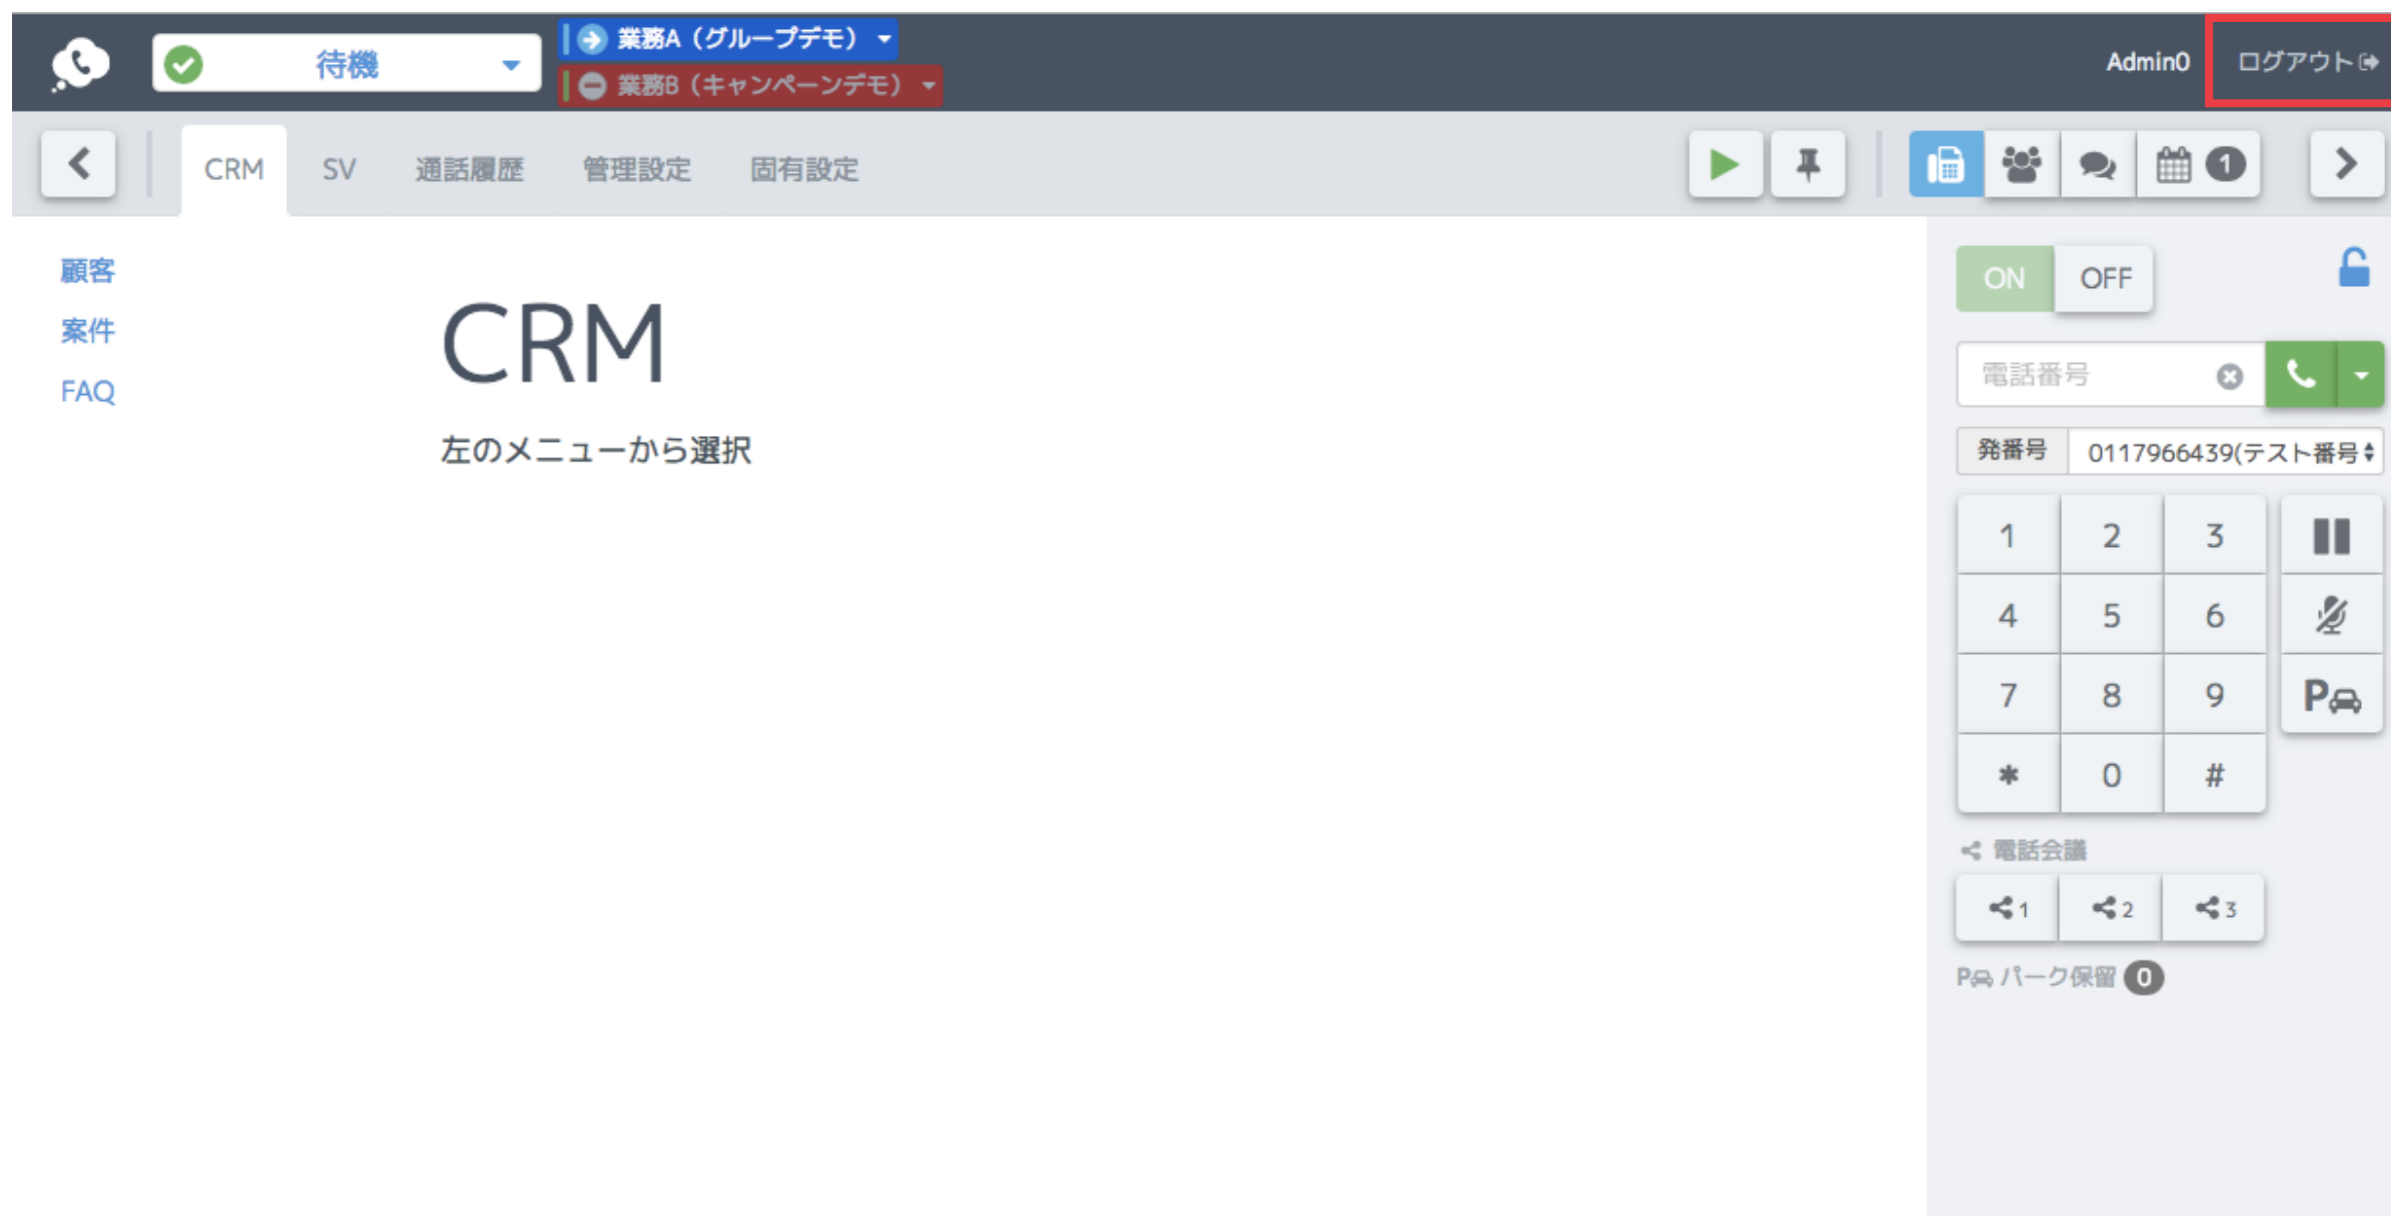 待機
業務A（グループデモ）
業務B（キャンペーンデモ）
Admin0
ログアウト
CRM
SV
通話履歴
管理設定
固有設定
1
顧客
案件
FAQ
CRM
左のメニューから選択
ON
OFF
電話番号
発番号
0117966439(テスト番号
1 2 3
4 5 6
7 8 9 P
* 0 #
電話会議
1 2 3
P パーク保留 0